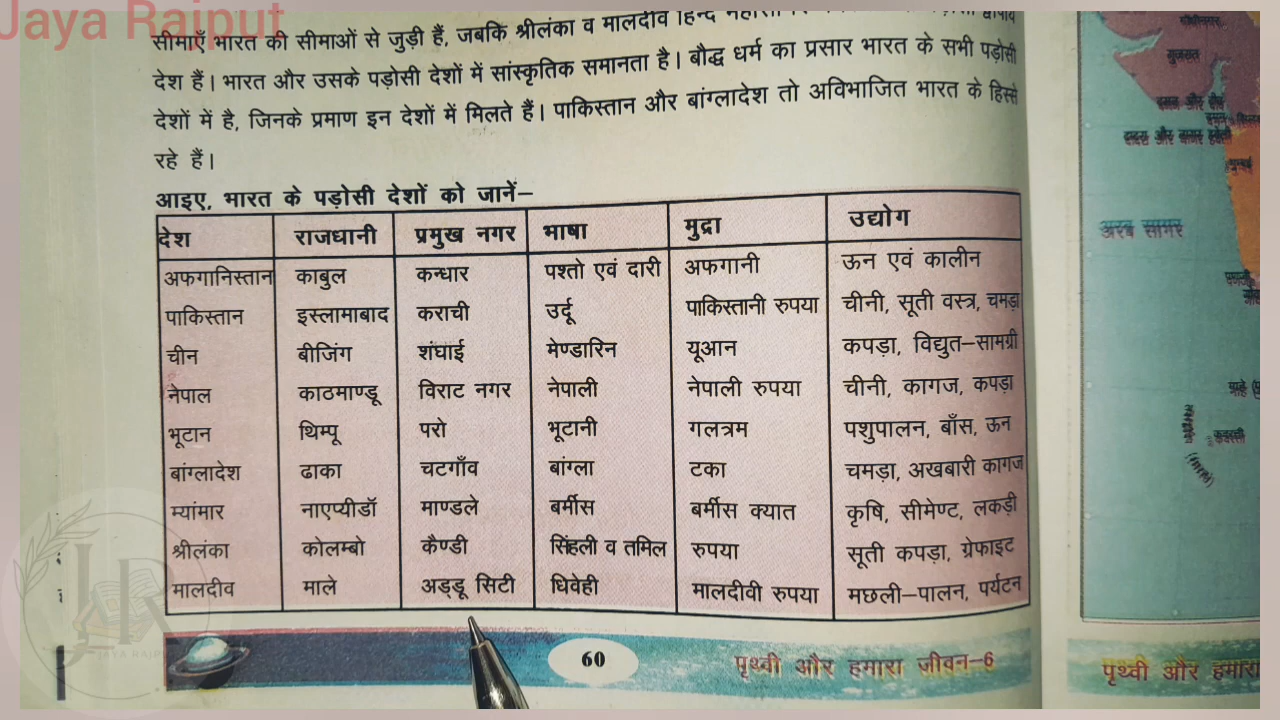 Jaya Rajput
सीमाएँ भारत की सीमाओं से जुड़ी हैं, जबकि श्रीलंका व मालदीव हिन्द
देश हैं। भारत और उसके पड़ोसी देशों में सांस्कृतिक समानता है। बौद्ध धर्म का प्रसार भारत के सभी पड़ोसी
देशों में है, जिनके प्रमाण इन देशों में मिलते हैं। पाकिस्तान और बांग्लादेश तो अविभाजित भारत के हिस्से
रहे हैं।
आइए, भारत के पड़ोसी देशों को जानें–
देश राजधानी प्रमुख नगर भाषा मुद्रा उद्योग
अफगानिस्तान काबुल कन्धार पश्तो एवं दारी अफगानी ऊन एवं कालीन
पाकिस्तान इस्लामाबाद कराची उर्दू पाकिस्तानी रुपया चीनी, सूती वस्त्र, चमड़ा
चीन बीजिंग शंघाई मेण्डारिन यूआन कपड़ा, विद्युत–सामग्री
नेपाल काठमाण्डू विराट नगर नेपाली नेपाली रुपया चीनी, कागज, कपड़ा
भूटान थिम्पू परो भूटानी गलत्रम पशुपालन, बाँस, ऊन
बांग्लादेश ढाका चटगाँव बांग्ला टका चमड़ा, अखबारी कागज
म्यांमार नाएप्यीडॉ माण्डले बर्मीस बर्मीस क्यात कृषि, सीमेण्ट, लकड़ी
श्रीलंका कोलम्बो कैण्डी सिंहली व तमिल रुपया सूती कपड़ा, ग्रेफाइट
मालदीव माले अड्डू सिटी धिवेही मालदीवी रुपया मछली–पालन, पर्यटन
60 पृथ्वी और हमारा जीवन–6
JR
JAYA RAJPUT
गुजरात
अरब सागर
पृथ्वी और हमारा